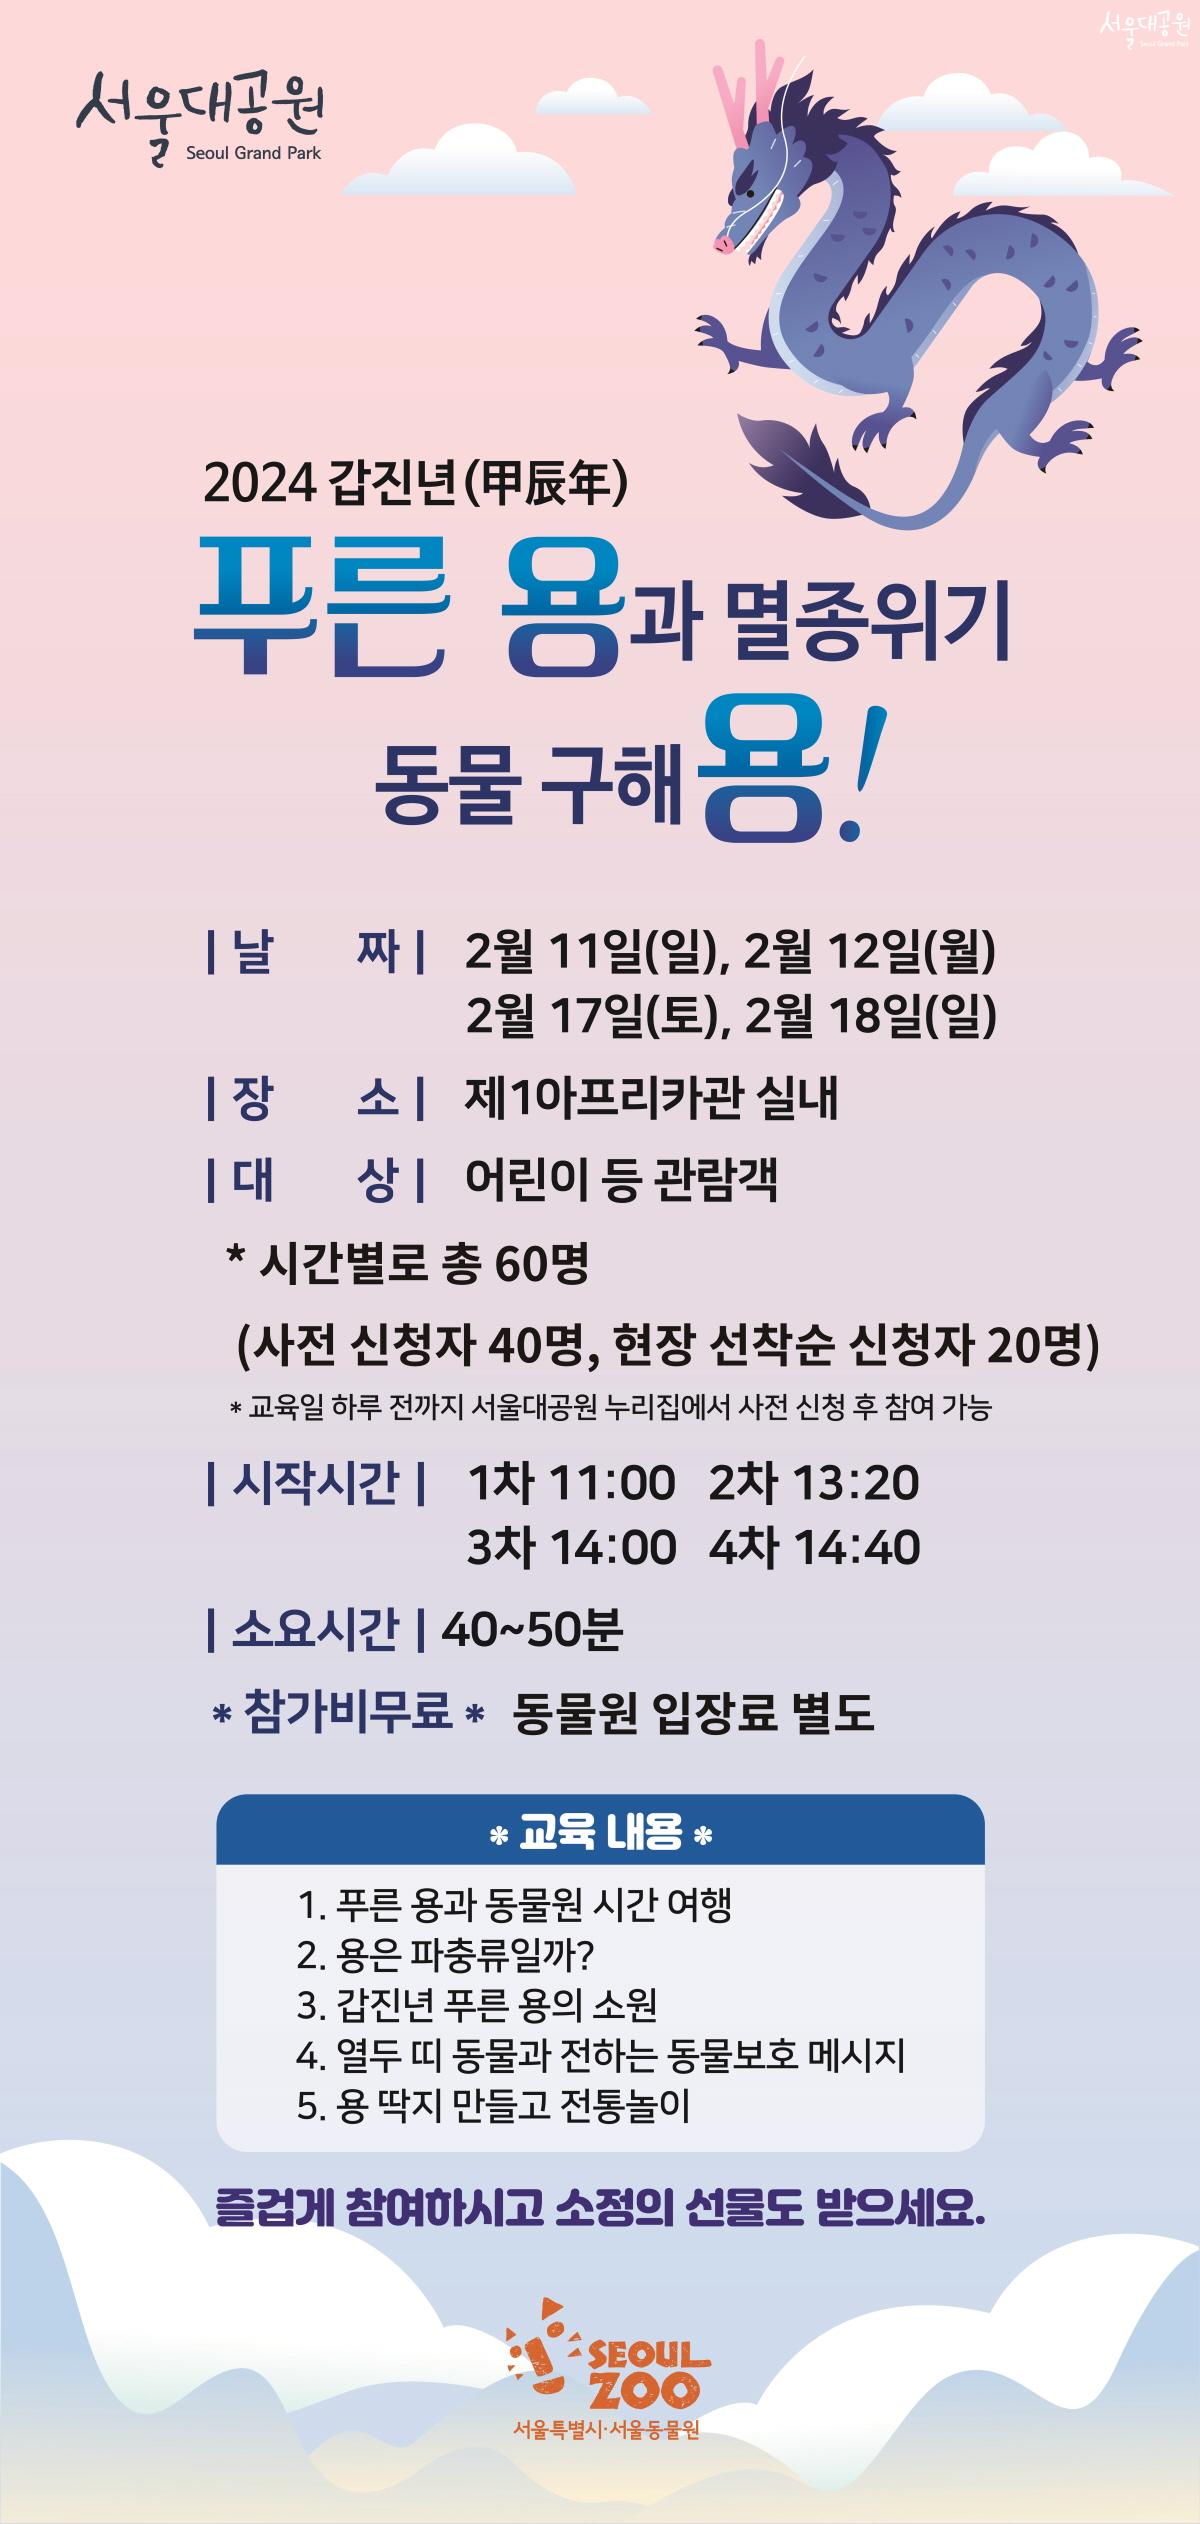 서울대공원
Seoul Grand Park
서울대공원
Seoul Grand Park
2024 갑진년(甲辰年)
푸른 용과 멸종위기
동물 구해용!
| 날 짜 | 2월 11일(일), 2월 12일(월)
2월 17일(토), 2월 18일(일)
| 장 소 | 제1아프리카관 실내
| 대 상 | 어린이 등 관람객
* 시간별로 총 60명
(사전 신청자 40명, 현장 선착순 신청자 20명)
* 교육일 하루 전까지 서울대공원 누리집에서 사전 신청 후 참여 가능
| 시작시간 | 1차 11:00 2차 13:20
3차 14:00 4차 14:40
| 소요시간 | 40~50분
* 참가비무료 * 동물원 입장료 별도
* 교육 내용 *
1. 푸른 용과 동물원 시간 여행
2. 용은 파충류일까?
3. 갑진년 푸른 용의 소원
4. 열두 띠 동물과 전하는 동물보호 메시지
5. 용 딱지 만들고 전통놀이
즐겁게 참여하시고 소정의 선물도 받으세요.
SEOUL
ZOO
서울특별시·서울동물원